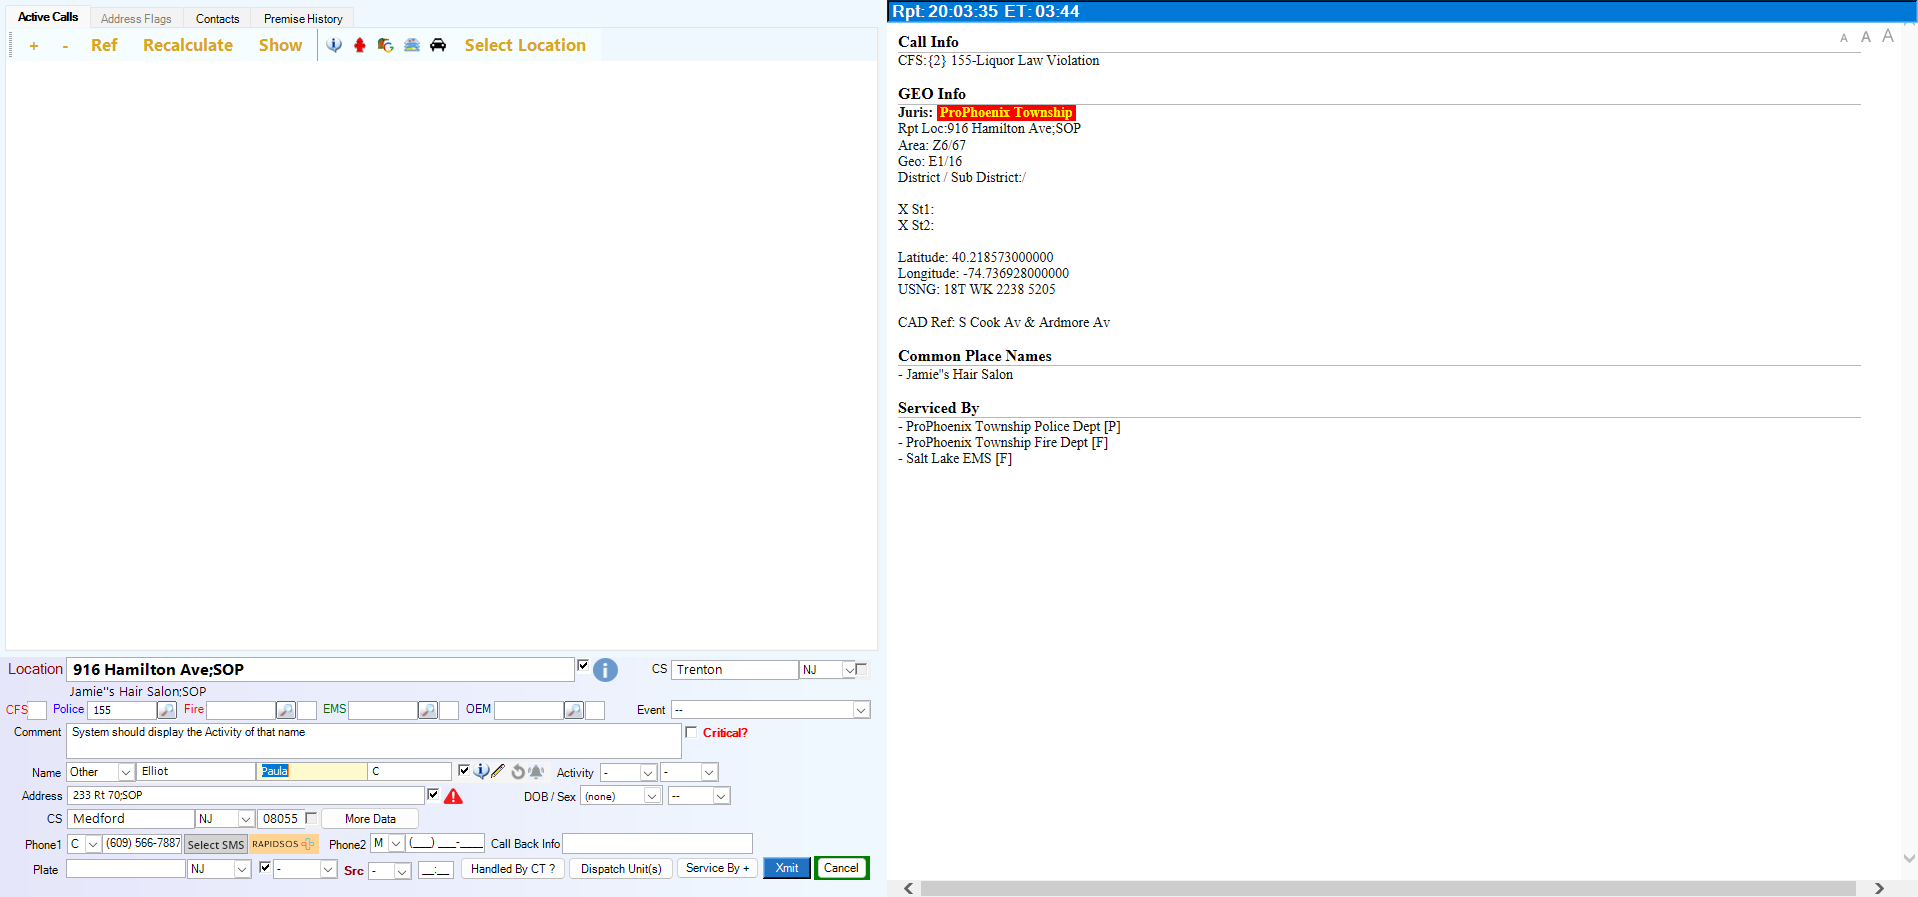 Active Calls Address Flags Contacts Premise History
+ - Ref Recalculate Show Select Location
Location 916 Hamilton Ave;SOP CS Trenton NJ
Jamie"s Hair Salon;SOP
CFS Police 155 Fire EMS OEM Event --
Comment System should display the Activity of that name Critical?
Name Other Elliot Paula C Activity - -
Address 233 Rt 70;SOP DOB / Sex (none) --
CS Medford NJ 08055 More Data
Phone1 C (609) 566-7887 Select SMS RAPIDSOS Phone2 M (___) ___-____ Call Back Info
Plate NJ - Src - __:__ Handled By CT ? Dispatch Unit(s) Service By + Xmit Cancel
Rpt: 20:03:35 ET: 03:44
A A A
Call Info
CFS:{2} 155-Liquor Law Violation
GEO Info
Juris: ProPhoenix Township
Rpt Loc:916 Hamilton Ave;SOP
Area: Z6/67
Geo: E1/16
District / Sub District:/
X St1:
X St2:
Latitude: 40.218573000000
Longitude: -74.736928000000
USNG: 18T WK 2238 5205
CAD Ref: S Cook Av & Ardmore Av
Common Place Names
- Jamie"s Hair Salon
Serviced By
- ProPhoenix Township Police Dept [P]
- ProPhoenix Township Fire Dept [F]
- Salt Lake EMS [F]